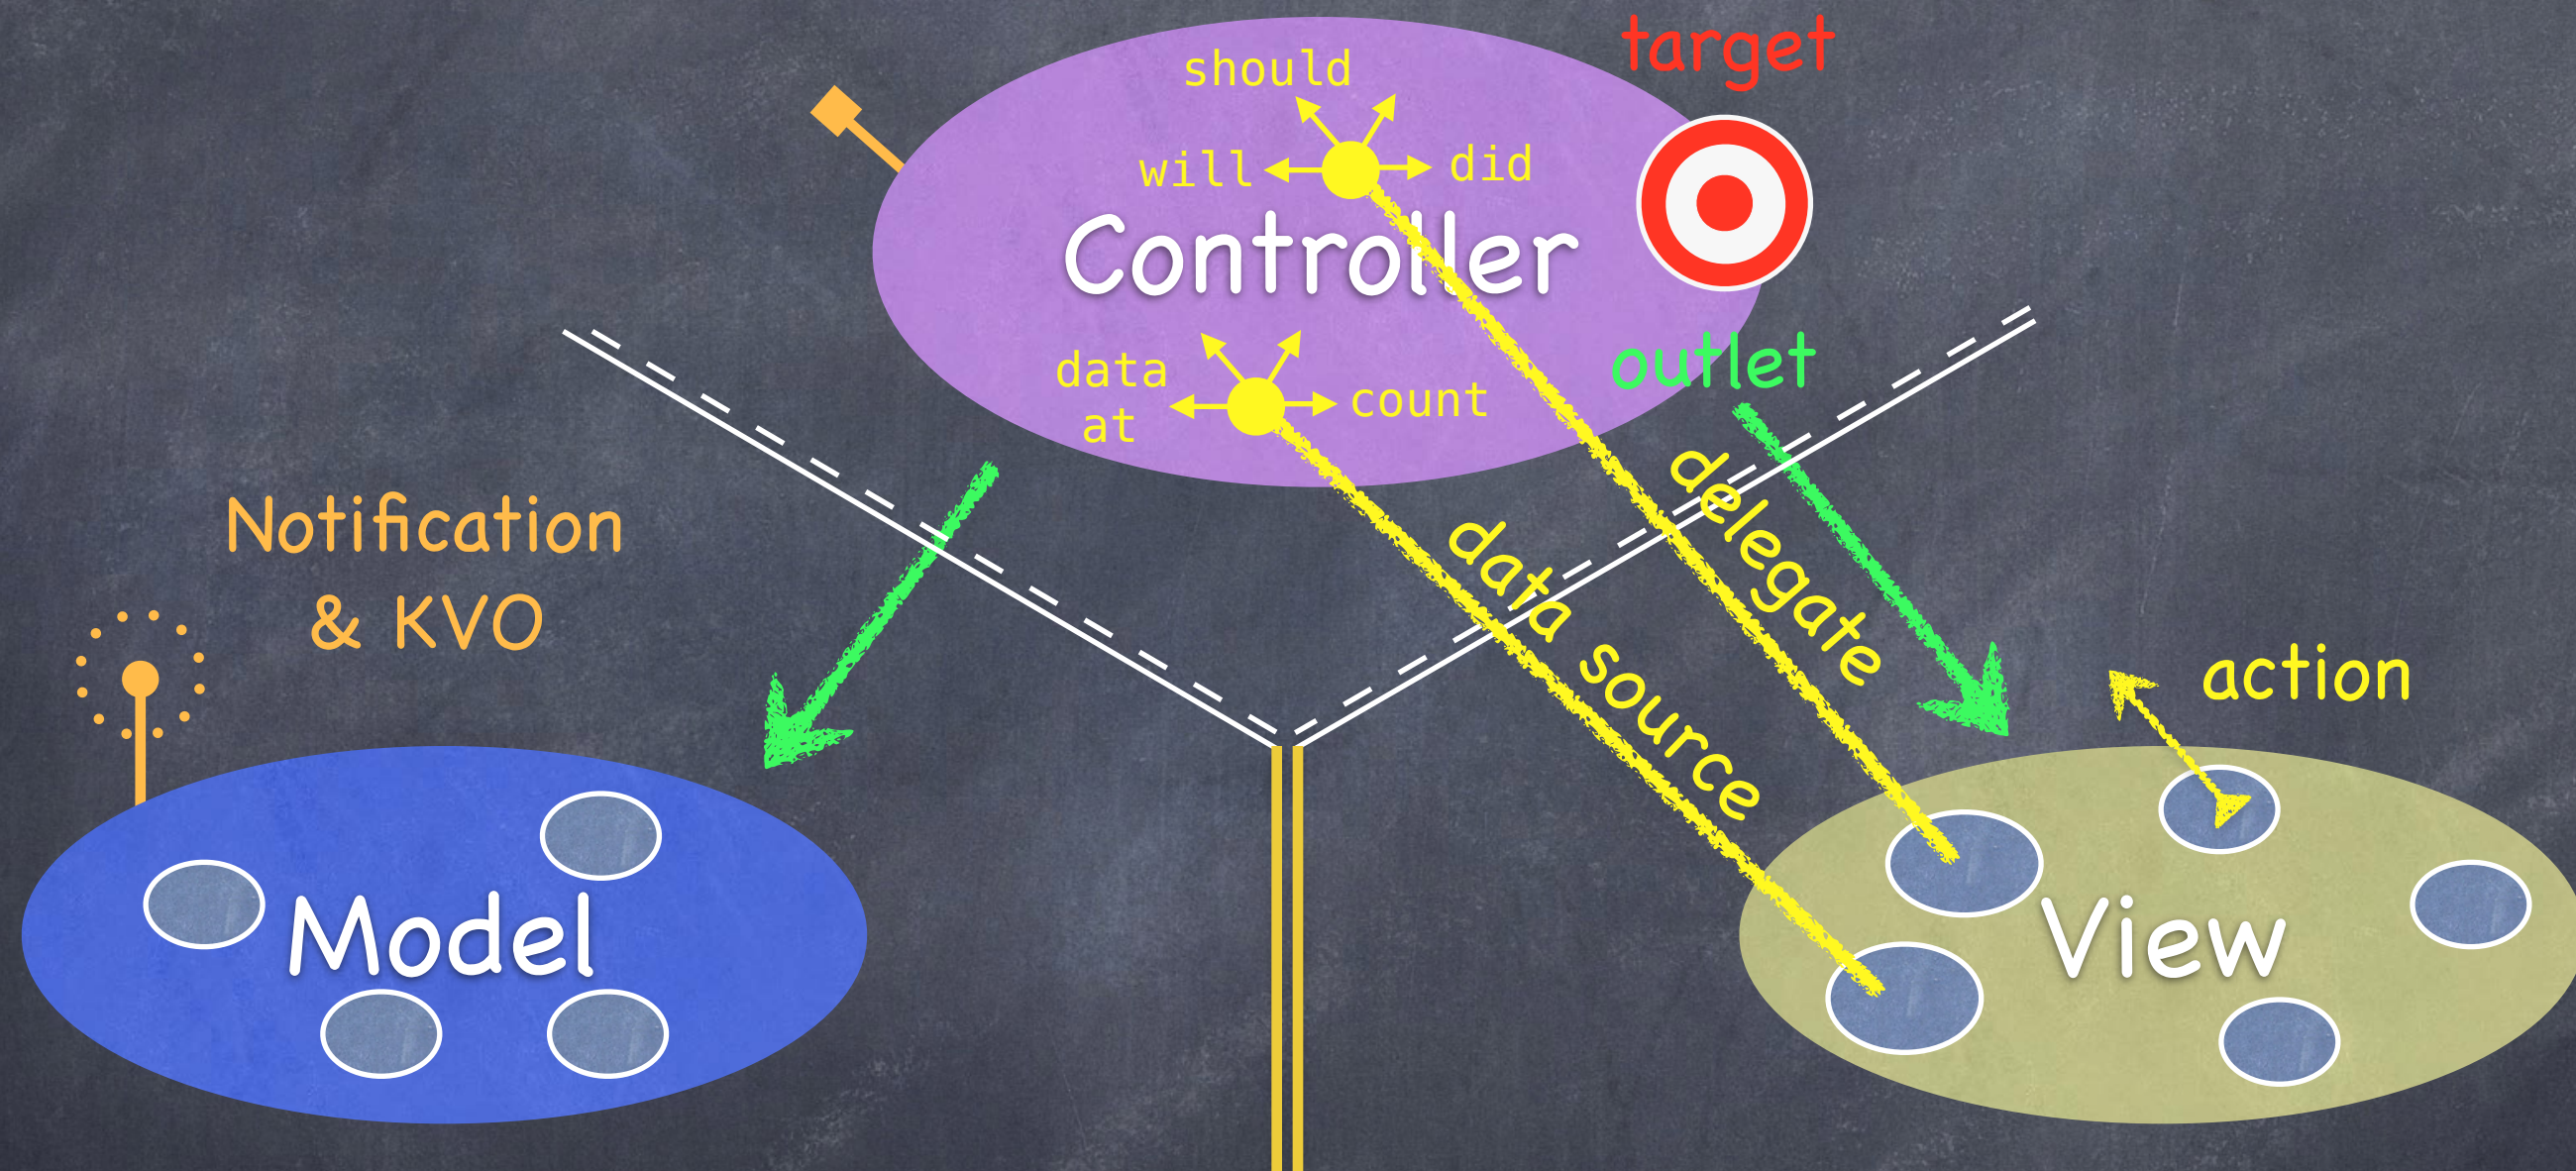 target
should
will
did
Controller
data
at
count
outlet
delegate
data source
Notification
& KVO
action
Model
View